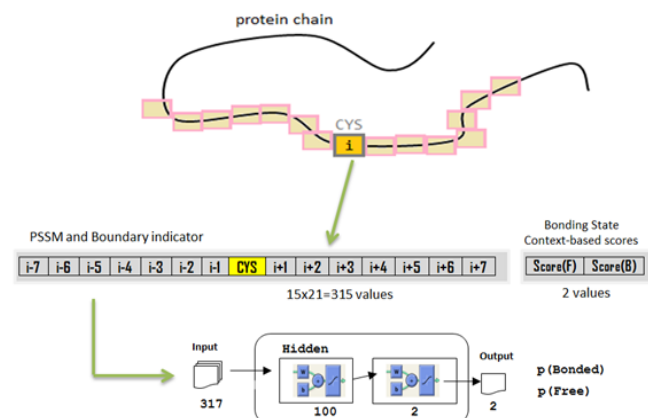 protein chain
CYS
i
PSSM and Boundary indicator
Bonding State
Context-based scores
i-7 i-6 i-5 i-4 i-3 i-2 i-1 CYS i+1 i+2 i+3 i+4 i+5 i+6 i+7
Score(F) Score(B)
15x21=315 values
2 values
Input
Hidden
Output
p(Bonded)
p(Free)
317
100
2
2